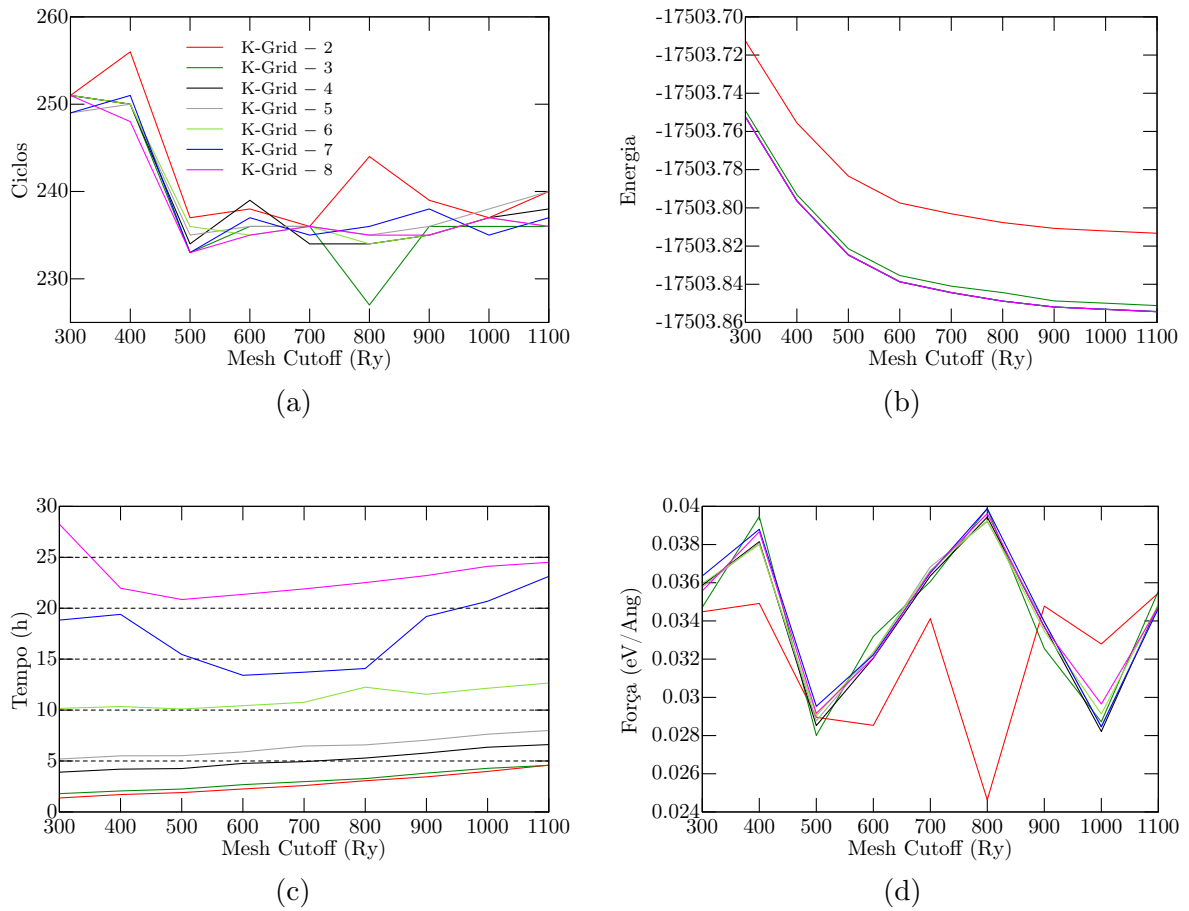 260
250
240
230
Ciclos
K-Grid − 2
K-Grid − 3
K-Grid − 4
K-Grid − 5
K-Grid − 6
K-Grid − 7
K-Grid − 8
300 400 500 600 700 800 900 1000 1100
Mesh Cutoff (Ry)
(a)
-17503.70
-17503.74
-17503.76
-17503.78
-17503.80
-17503.82
-17503.84
-17503.86
Energia
300 400 500 600 700 800 900 1000 1100
Mesh Cutoff (Ry)
(b)
30
25
20
15
10
5
0
Tempo (h)
300 400 500 600 700 800 900 1000 1100
Mesh Cutoff (Ry)
(c)
0.04
0.038
0.036
0.034
0.032
0.03
0.028
0.026
0.024
Força (eV/Ang)
300 400 500 600 700 800 900 1000 1100
Mesh Cutoff (Ry)
(d)